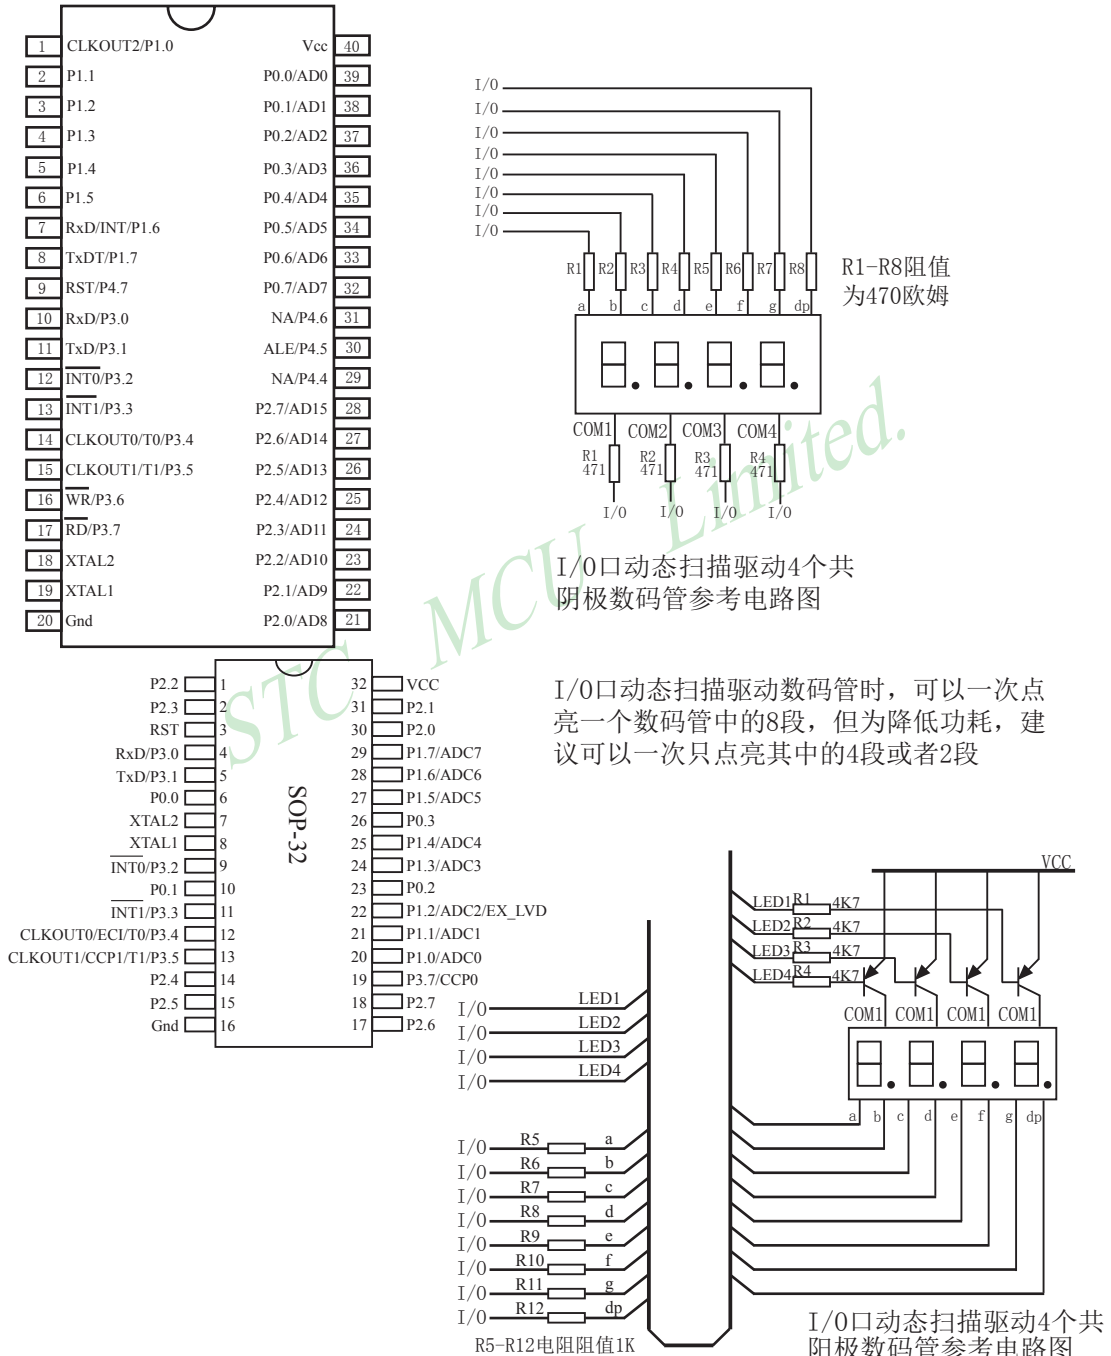 1 CLKOUT2/P1.0 Vcc 40
2 P1.1 P0.0/AD0 39
3 P1.2 P0.1/AD1 38
4 P1.3 P0.2/AD2 37
5 P1.4 P0.3/AD3 36
6 P1.5 P0.4/AD4 35
7 RxD/INT/P1.6 P0.5/AD5 34
8 TxDT/P1.7 P0.6/AD6 33
9 RST/P4.7 P0.7/AD7 32
10 RxD/P3.0 NA/P4.6 31
11 TxD/P3.1 ALE/P4.5 30
12 INT0/P3.2 NA/P4.4 29
13 INT1/P3.3 P2.7/AD15 28
14 CLKOUT0/T0/P3.4 P2.6/AD14 27
15 CLKOUT1/T1/P3.5 P2.5/AD13 26
16 WR/P3.6 P2.4/AD12 25
17 RD/P3.7 P2.3/AD11 24
18 XTAL2 P2.2/AD10 23
19 XTAL1 P2.1/AD9 22
20 Gnd P2.0/AD8 21
I/O
I/O
I/O
I/O
I/O
I/O
I/O
I/O
R1 R2 R3 R4 R5 R6 R7 R8
R1-R8阻值
为470欧姆
a b c d e f g dp
COM1 COM2 COM3 COM4
R1 R2 R3 R4
471 471 471 471
I/O I/O I/O I/O
I/O口动态扫描驱动4个共
阴极数码管参考电路图
STC MCU Limited.
P2.2 1 32 VCC
P2.3 2 31 P2.1
RST 3 30 P2.0
RxD/P3.0 4 29 P1.7/ADC7
TxD/P3.1 5 28 P1.6/ADC6
P0.0 6 27 P1.5/ADC5
XTAL2 7 26 P0.3
XTAL1 8 25 P1.4/ADC4
INT0/P3.2 9 24 P1.3/ADC3
P0.1 10 23 P0.2
INT1/P3.3 11 22 P1.2/ADC2/EX_LVD
CLKOUT0/ECI/T0/P3.4 12 21 P1.1/ADC1
CLKOUT1/CCP1/T1/P3.5 13 20 P1.0/ADC0
P2.4 14 19 P3.7/CCP0
P2.5 15 18 P2.7
Gnd 16 17 P2.6
SOP-32
I/O口动态扫描驱动数码管时，可以一次点
亮一个数码管中的8段，但为降低功耗，建
议可以一次只点亮其中的4段或者2段
VCC
LED1 R1 4K7
LED2 R2 4K7
LED3 R3 4K7
LED4 R4 4K7
COM1 COM1 COM1 COM1
a b c d e f g dp
I/O LED1
I/O LED2
I/O LED3
I/O LED4
I/O R5 a
I/O R6 b
I/O R7 c
I/O R8 d
I/O R9 e
I/O R10 f
I/O R11 g
I/O R12 dp
R5-R12电阻阻值1K
I/O口动态扫描驱动4个共
阳极数码管参考电路图